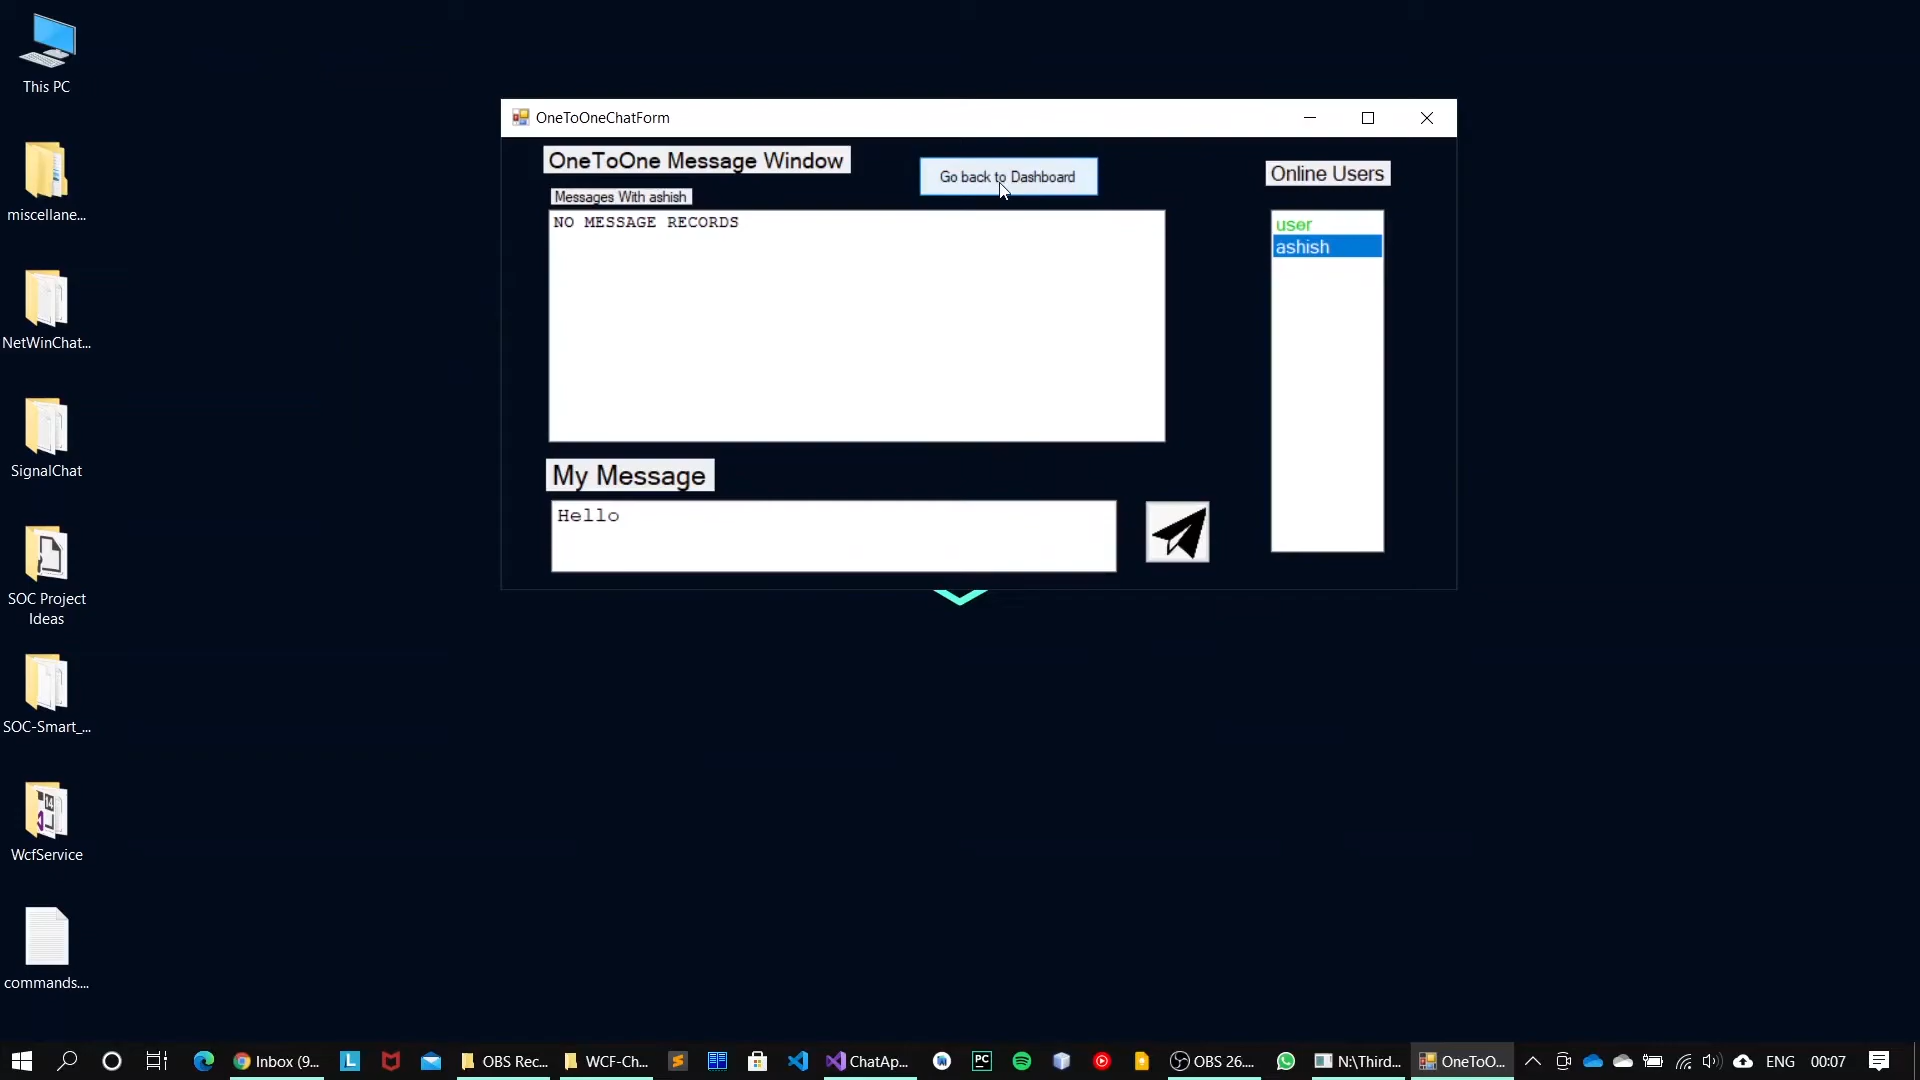 This PC
miscellane...
NetWinChat...
SignalChat
SOC Project
Ideas
SOC-Smart_...
WcfService
commands....
OneToOneChatForm
OneToOne Message Window
Go back to Dashboard
Online Users
Messages With ashish
NO MESSAGE RECORDS
user
ashish
My Message
Hello
Inbox (9...
L
OBS Rec...
WCF-Ch...
ChatAp...
PC
OBS 26....
N:\Third...
OneToO...
ENG
00:07